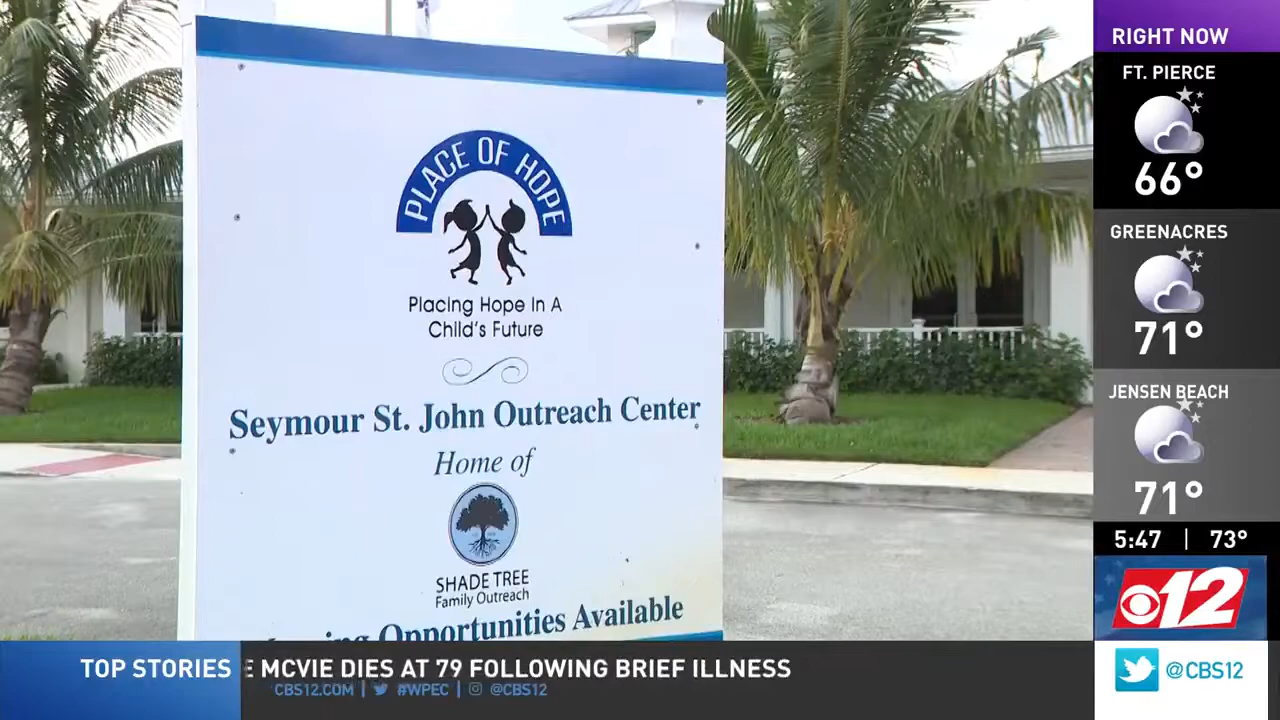 PLACE OF HOPE
Placing Hope In A
Child's Future
Seymour St. John Outreach Center
Home of
SHADE TREE
Family Outreach
Opportunities Available
RIGHT NOW
FT. PIERCE
66°
GREENACRES
71°
JENSEN BEACH
71°
5:47 | 73°
12
@CBS12
TOP STORIES
E MCVIE DIES AT 79 FOLLOWING BRIEF ILLNESS
CBS12.COM | #WPEC | @CBS12